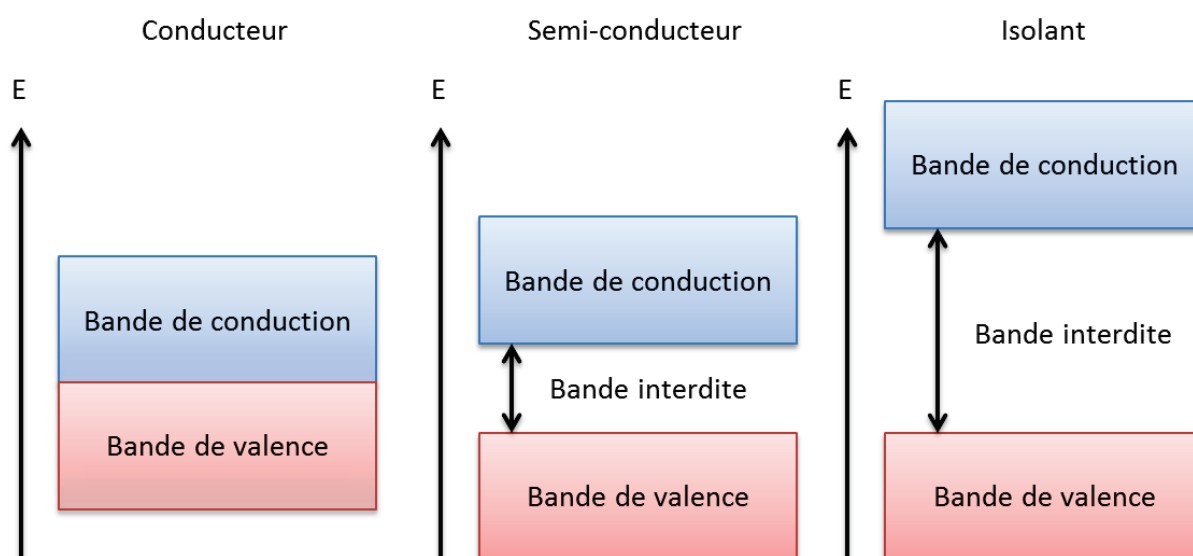 Conducteur
Semi-conducteur
Isolant
E
E
E
Bande de conduction
Bande de valence
Bande de conduction
Bande interdite
Bande de valence
Bande de conduction
Bande interdite
Bande de valence